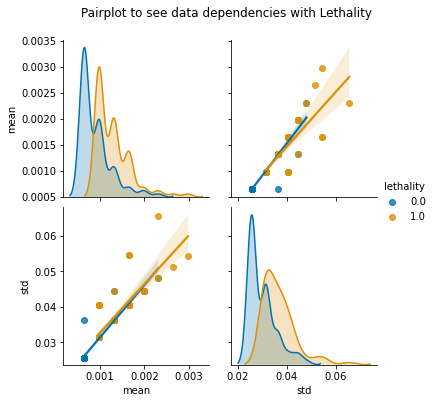 Pairplot to see data dependencies with Lethality
0.0035
0.0030
0.0025
0.0020
0.0015
0.0010
0.0005
mean
lethality
0.0
1.0
0.06
0.05
0.04
0.03
std
0.001 0.002 0.003
mean
0.02 0.04 0.06
std